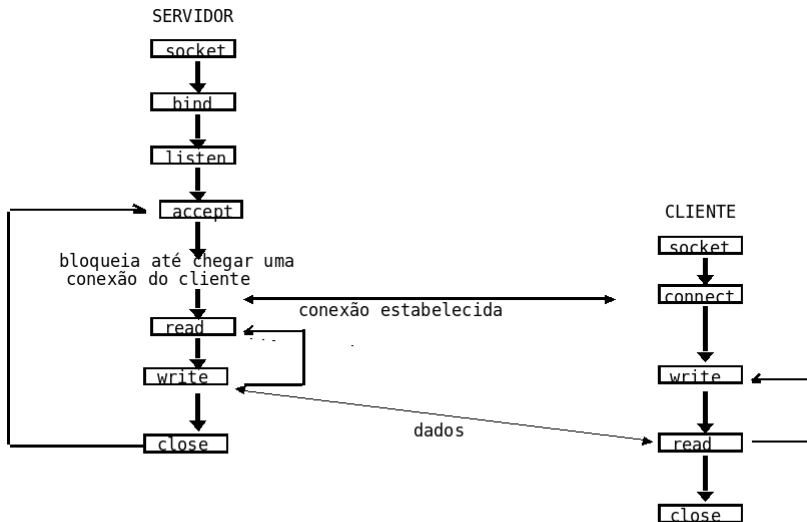 SERVIDOR
socket
bind
listen
accept
bloqueia até chegar uma
conexão do cliente
read
write
close
conexão estabelecida
dados
CLIENTE
socket
connect
write
read
close